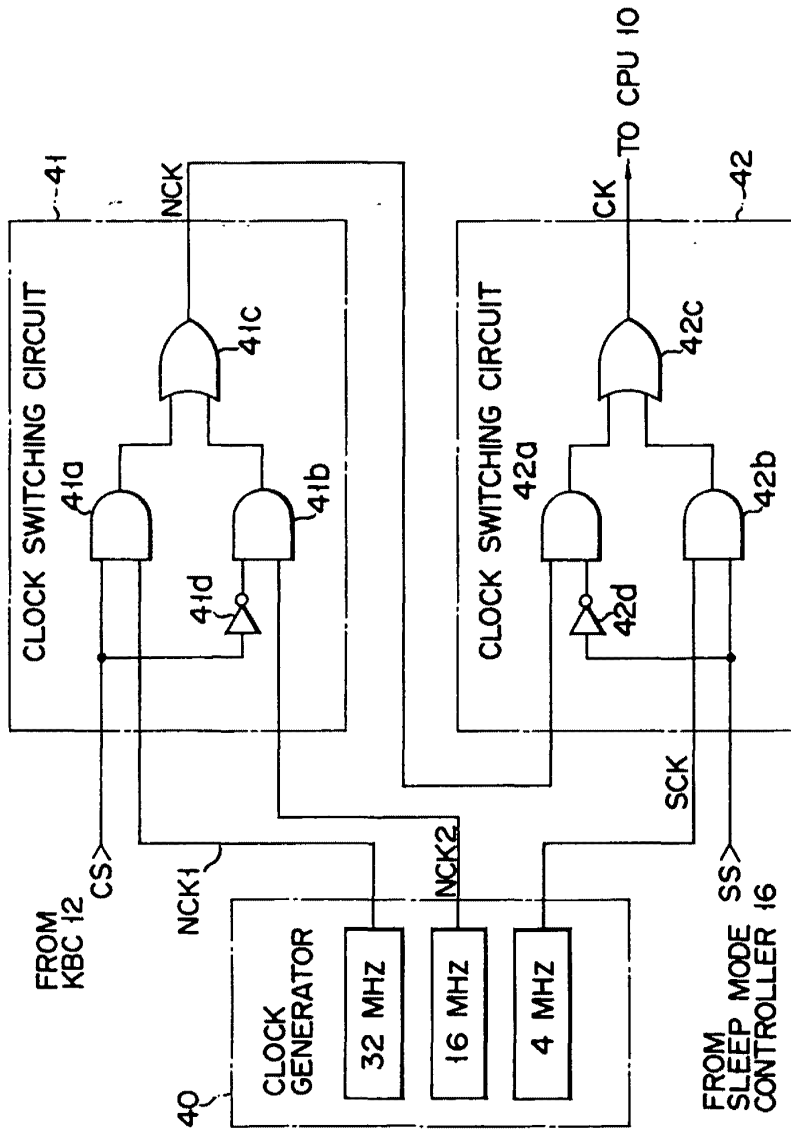 FROM
KBC 12
CS
NCK1
CLOCK SWITCHING CIRCUIT
41
41a
41b
41c
41d
NCK
40
CLOCK
GENERATOR
32 MHZ
16 MHZ
4 MHZ
NCK2
SCK
CLOCK SWITCHING CIRCUIT
42
42a
42b
42c
42d
CK
TO CPU 10
SS
FROM
SLEEP MODE
CONTROLLER 16